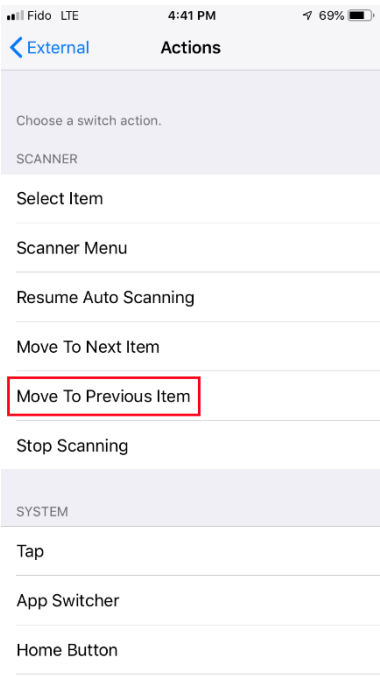 Fido LTE 4:41 PM 69%
External Actions
Choose a switch action.
SCANNER
Select Item
Scanner Menu
Resume Auto Scanning
Move To Next Item
Move To Previous Item
Stop Scanning
SYSTEM
Tap
App Switcher
Home Button